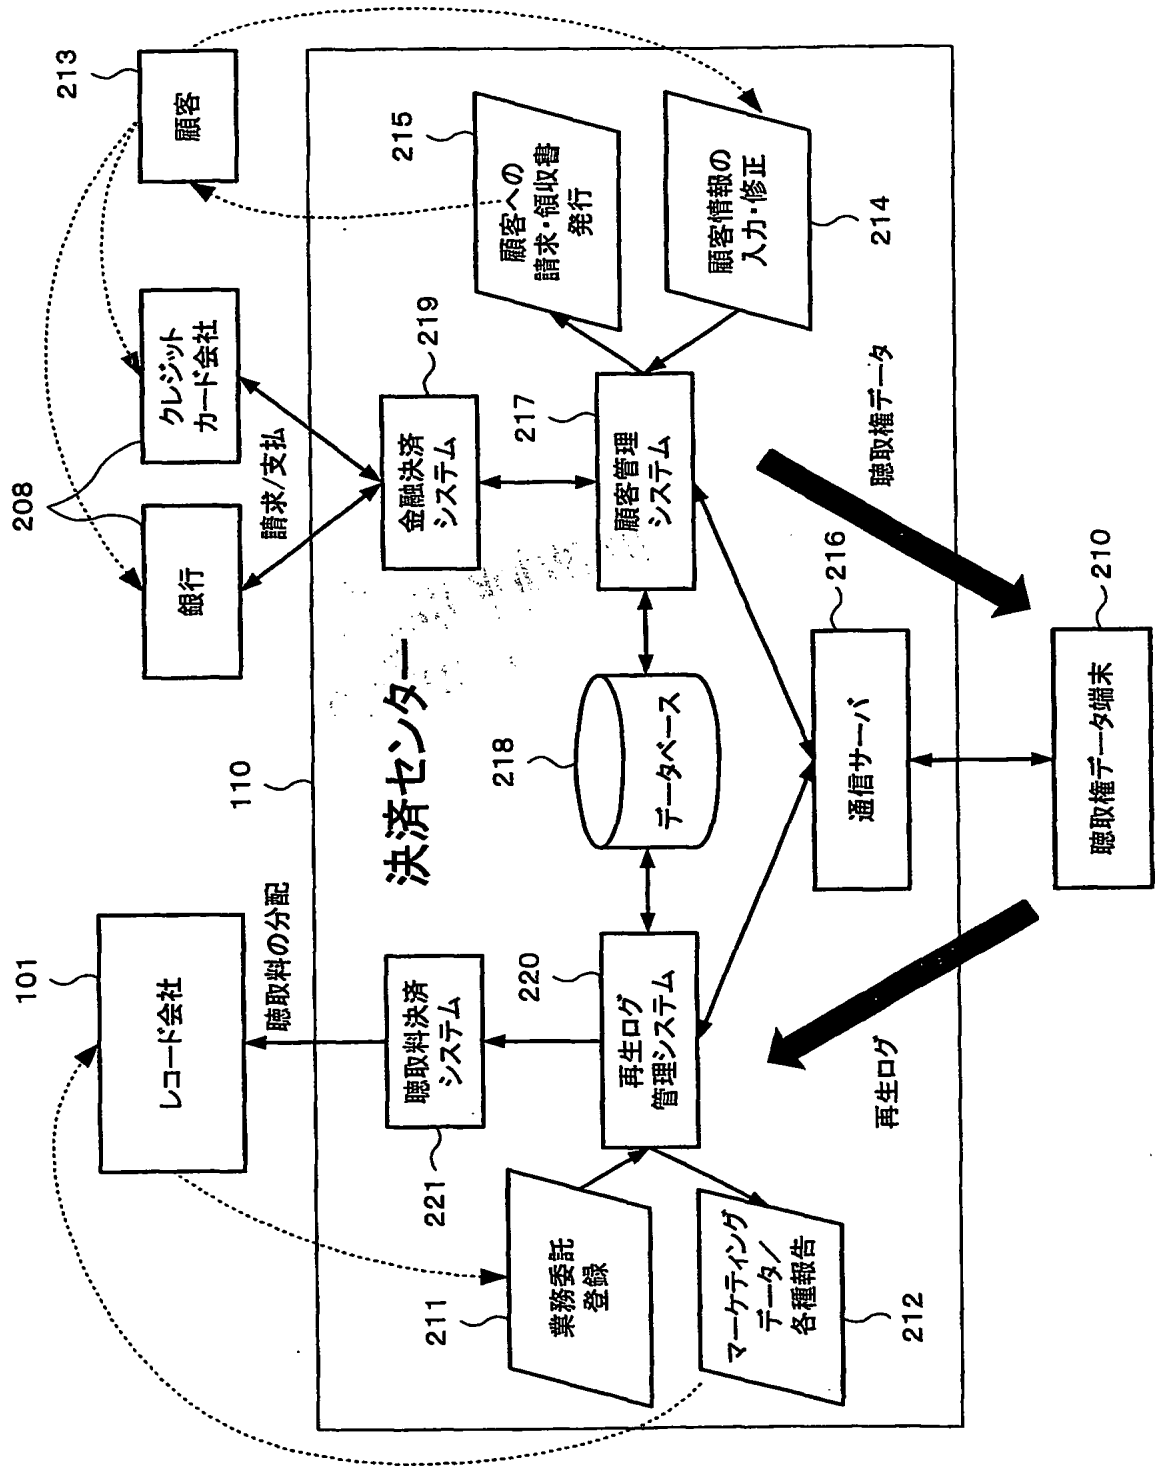 101
レコード会社
聴取料の分配
208
銀行
クレジット
カード会社
請求/支払
213
顧客
110
決済センター
221
聴取料決済
システム
219
金融決済
システム
211
業務委託
登録
220
再生ログ
管理システム
218
データベース
217
顧客管理
システム
215
顧客への
請求・領収書
発行
マーケティング
データ/
各種報告
212
顧客情報の
入力・修正
214
216
通信サーバ
再生ログ
聴取権データ
210
聴取権データ端末